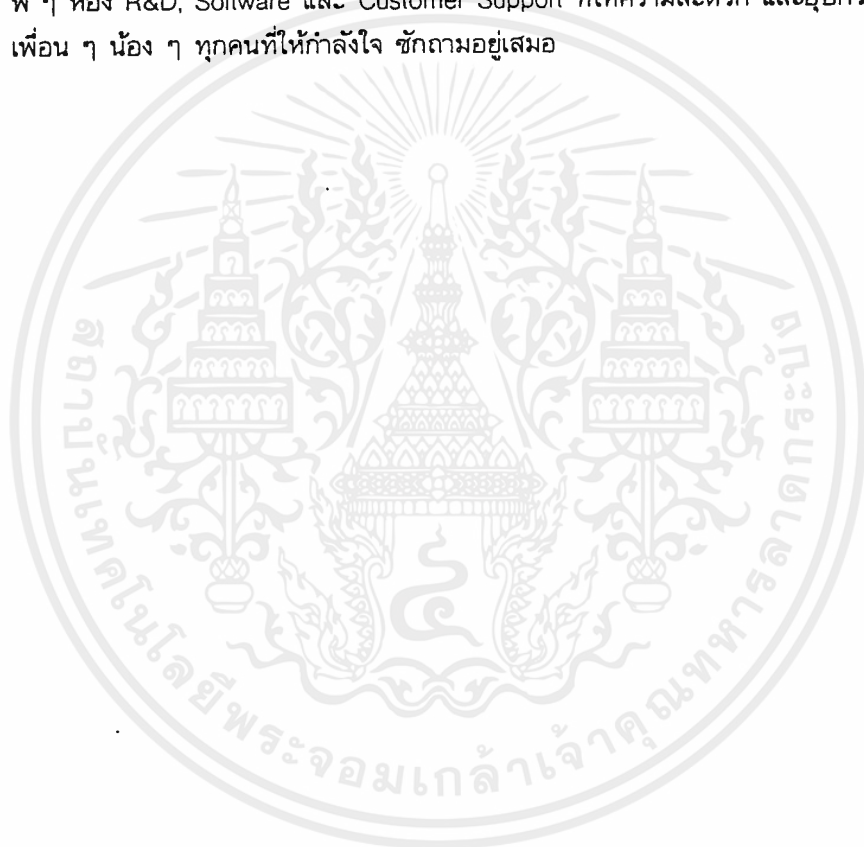 พี่ ๆ ห้อง R&D, Software และ Customer Support ที่ให้ความสะดวก และ
เพื่อน ๆ น้อง ๆ ทุกคนที่ให้กำลังใจ ซักถามอยู่เสมอ
สถาบันเทคโนโลยีพระจอมเกล้าเจ้าคุณทหารลาดกระบัง
๔